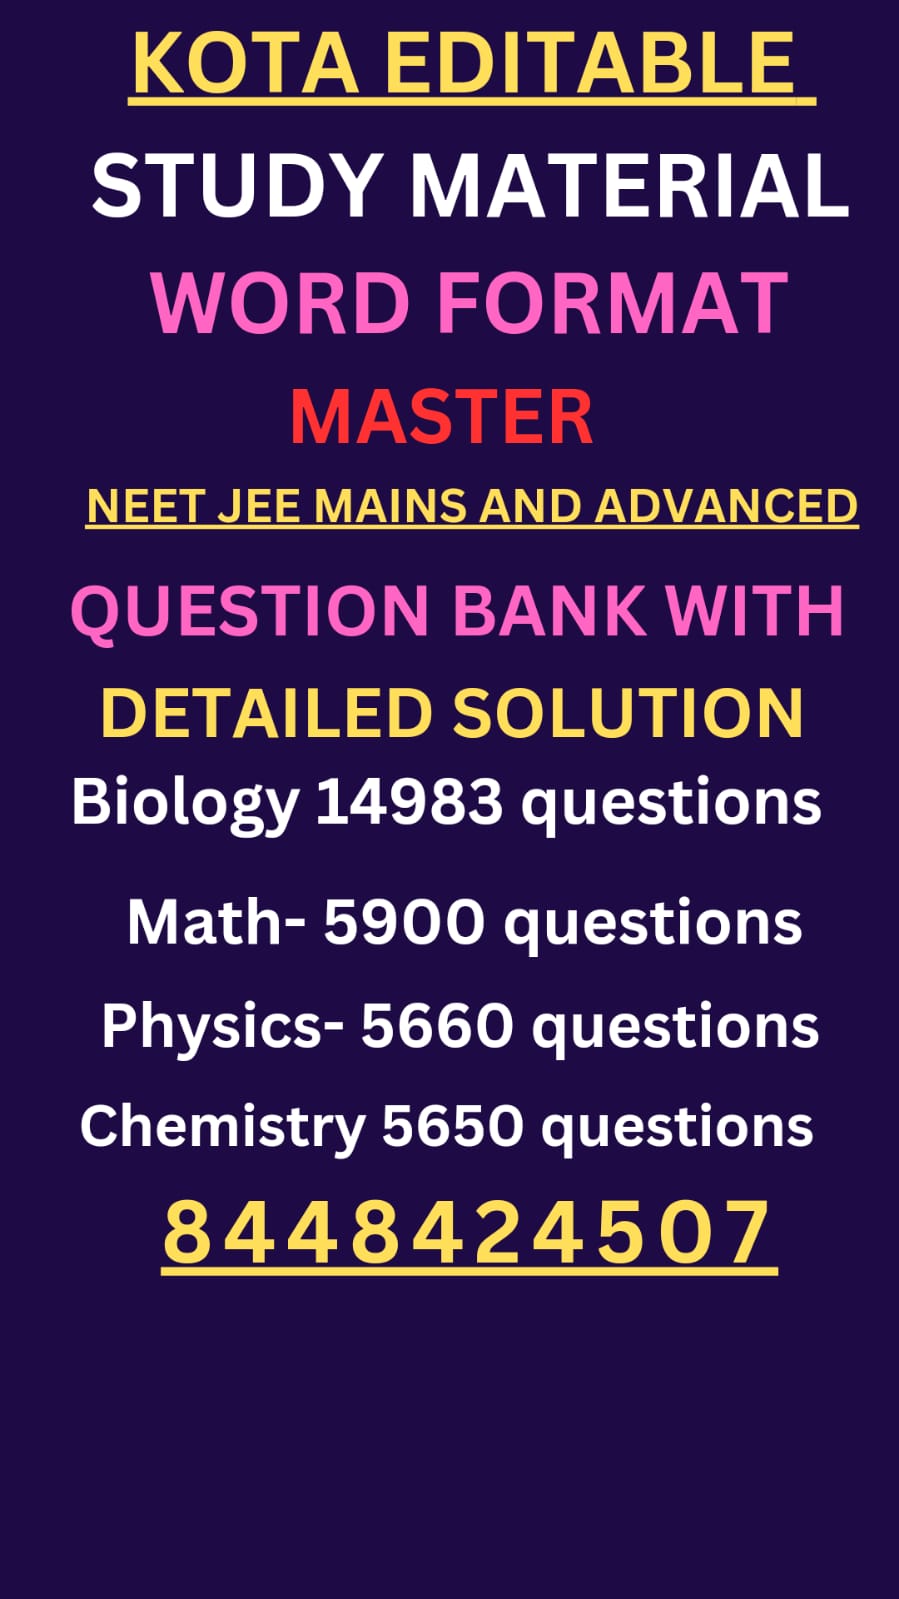 KOTA EDITABLE
STUDY MATERIAL
WORD FORMAT
MASTER
NEET JEE MAINS AND ADVANCED
QUESTION BANK WITH
DETAILED SOLUTION
Biology 14983 questions
Math- 5900 questions
Physics- 5660 questions
Chemistry 5650 questions
8448424507